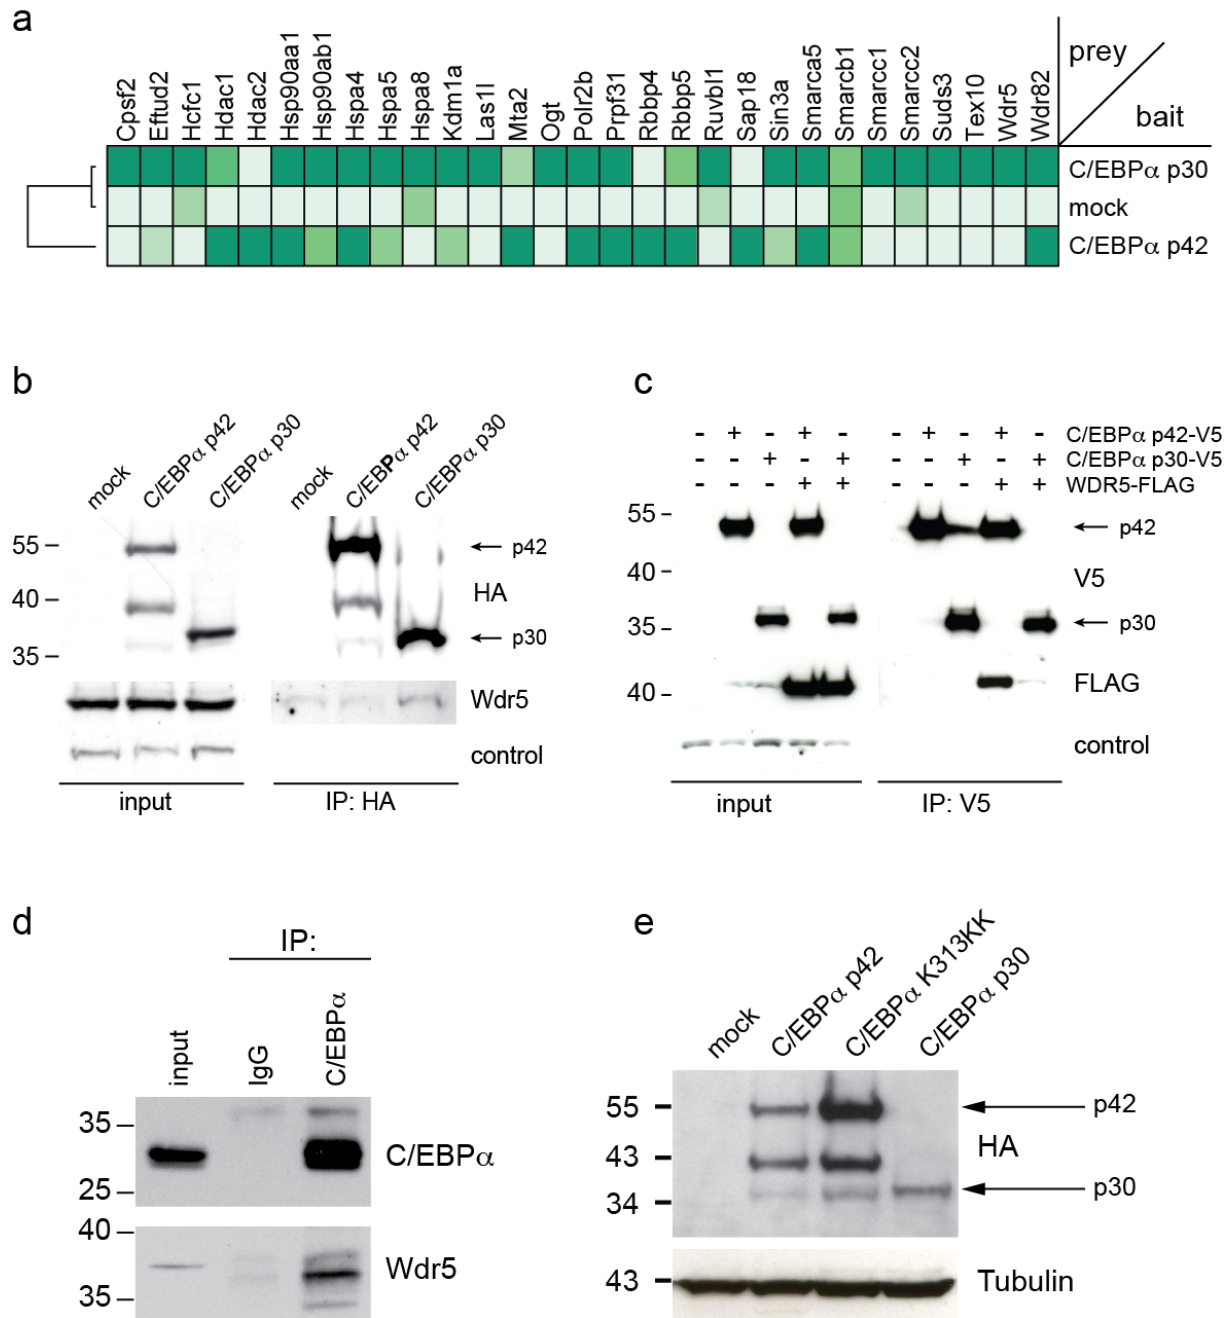 a
Cpsf2 Eftud2 Hcfc1 Hdac1 Hdac2 Hsp90aa1 Hsp90ab1 Hspa4 Hspa5 Hspa8 Kdm1a Las1l Mta2 Ogt Polr2b Prpf31 Rbbp4 Rbbp5 Ruvbl1 Sap18 Sin3a Smarca5 Smarcb1 Smarcc1 Smarcc2 Suds3 Tex10 Wdr5 Wdr82
prey
bait
C/EBPα p30
mock
C/EBPα p42
b
mock C/EBPα p42 C/EBPα p30 mock C/EBPα p42 C/EBPα p30
55
p42
40
HA
35
p30
Wdr5
control
input IP: HA
c
- + - + - - + - + - C/EBPα p42-V5
- - + - + - - + - + C/EBPα p30-V5
- - - + + - - - + + WDR5-FLAG
55
p42
40
V5
35
p30
40
FLAG
control
input IP: V5
d
IP:
input IgG C/EBPα
35
C/EBPα
25
40
Wdr5
35
e
mock C/EBPα p42 C/EBPα K313KK C/EBPα p30
55 p42
43 HA
34 p30
43 Tubulin